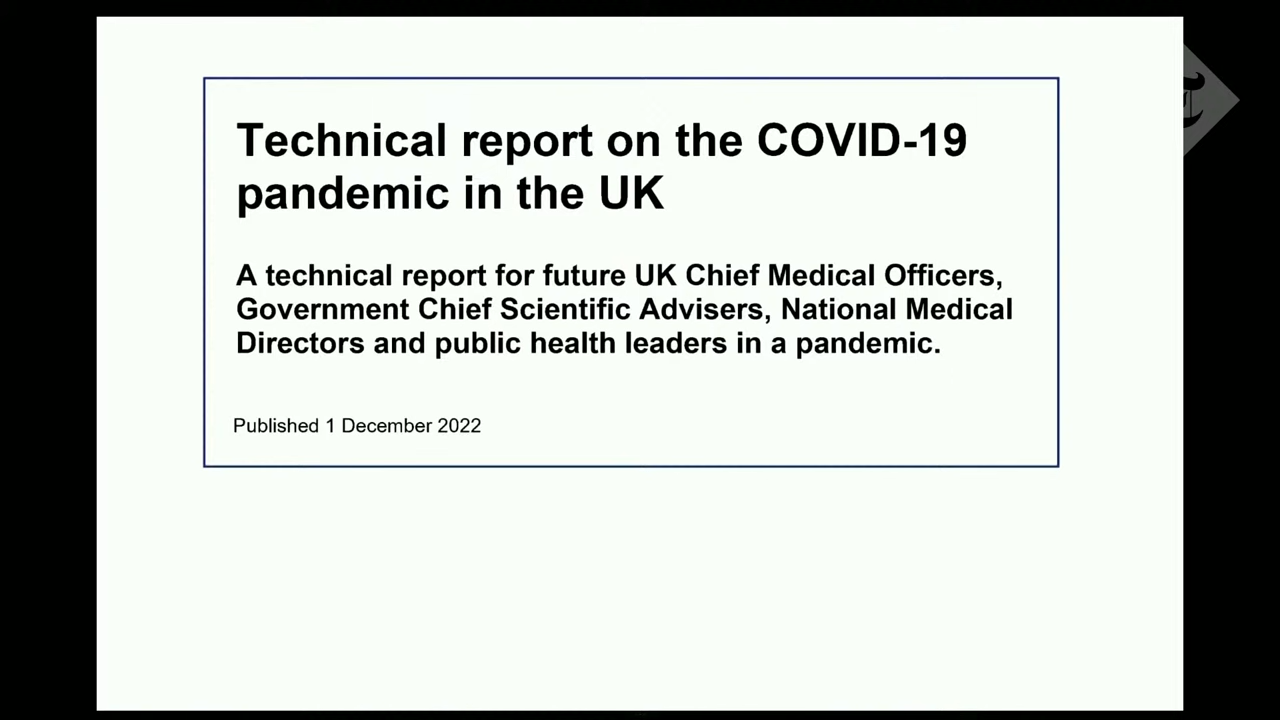 Technical report on the COVID-19
pandemic in the UK
A technical report for future UK Chief Medical Officers,
Government Chief Scientific Advisers, National Medical
Directors and public health leaders in a pandemic.
Published 1 December 2022